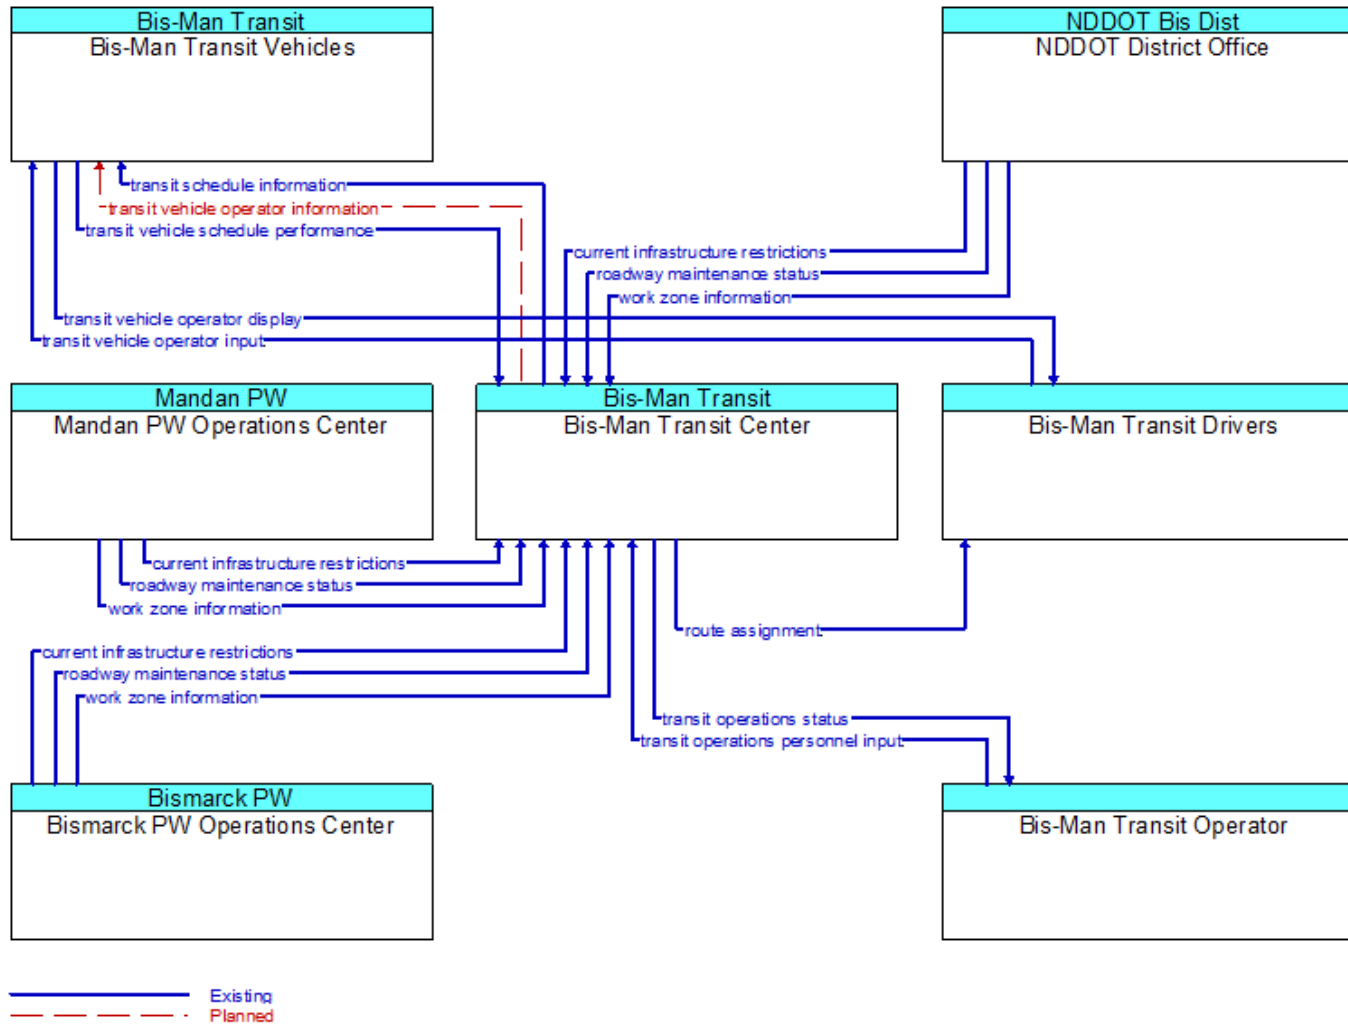 Bis-Man Transit
Bis-Man Transit Vehicles
NDDOT Bis Dist
NDDOT District Office
transit schedule information
transit vehicle operator information
transit vehicle schedule performance
current infrastructure restrictions
roadway maintenance status
work zone information
transit vehicle operator display
transit vehicle operator input
Mandan PW
Mandan PW Operations Center
Bis-Man Transit
Bis-Man Transit Center
Bis-Man Transit Drivers
current infrastructure restrictions
roadway maintenance status
work zone information
route assignment
current infrastructure restrictions
roadway maintenance status
work zone information
transit operations status
transit operations personnel input
Bismarck PW
Bismarck PW Operations Center
Bis-Man Transit Operator
Existing
Planned